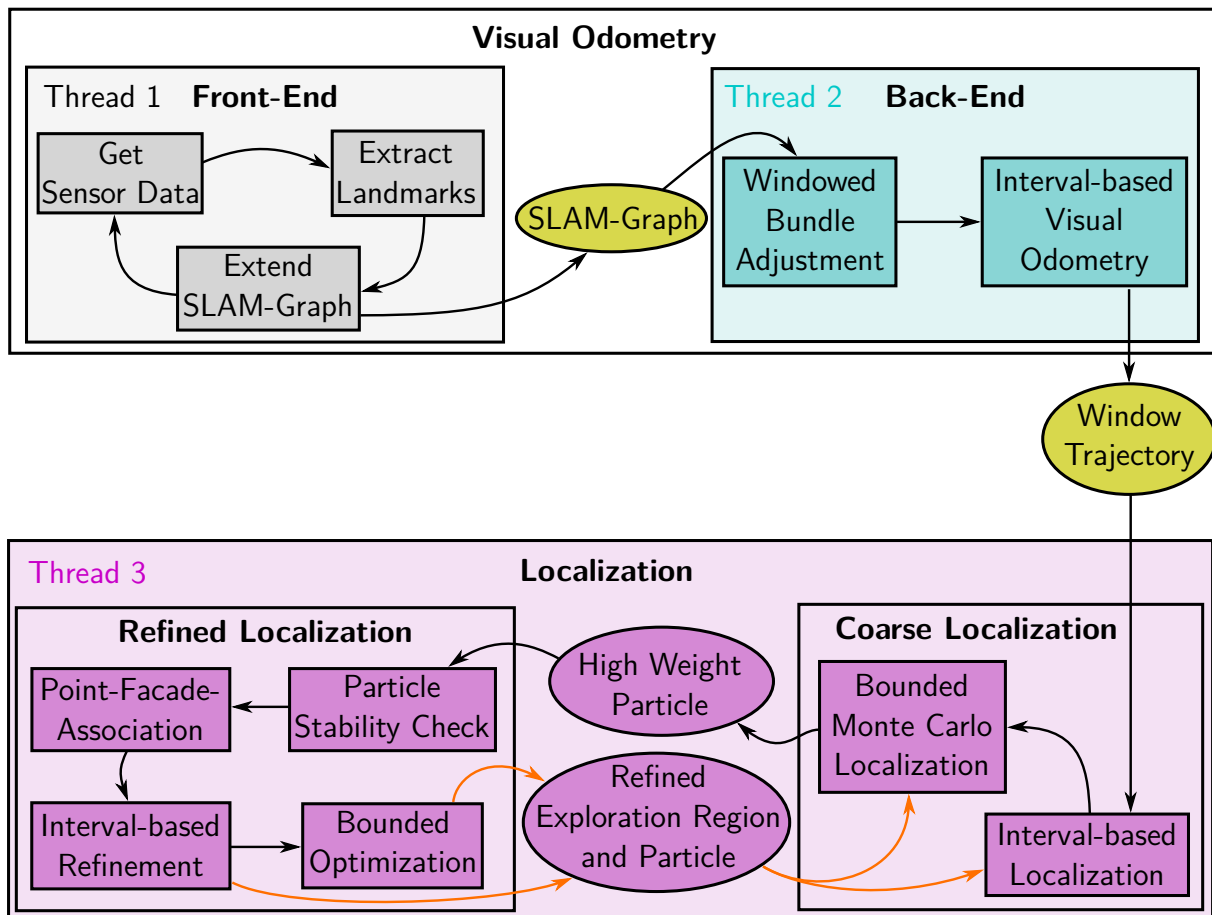 Visual Odometry
Thread 1 Front-End
Get
Sensor Data
Extract
Landmarks
Extend
SLAM-Graph
SLAM-Graph
Thread 2 Back-End
Windowed
Bundle
Adjustment
Interval-based
Visual
Odometry
Window
Trajectory
Thread 3
Localization
Refined Localization
Point-Facade-
Association
Particle
Stability Check
Interval-based
Refinement
Bounded
Optimization
High Weight
Particle
Refined
Exploration Region
and Particle
Coarse Localization
Bounded
Monte Carlo
Localization
Interval-based
Localization